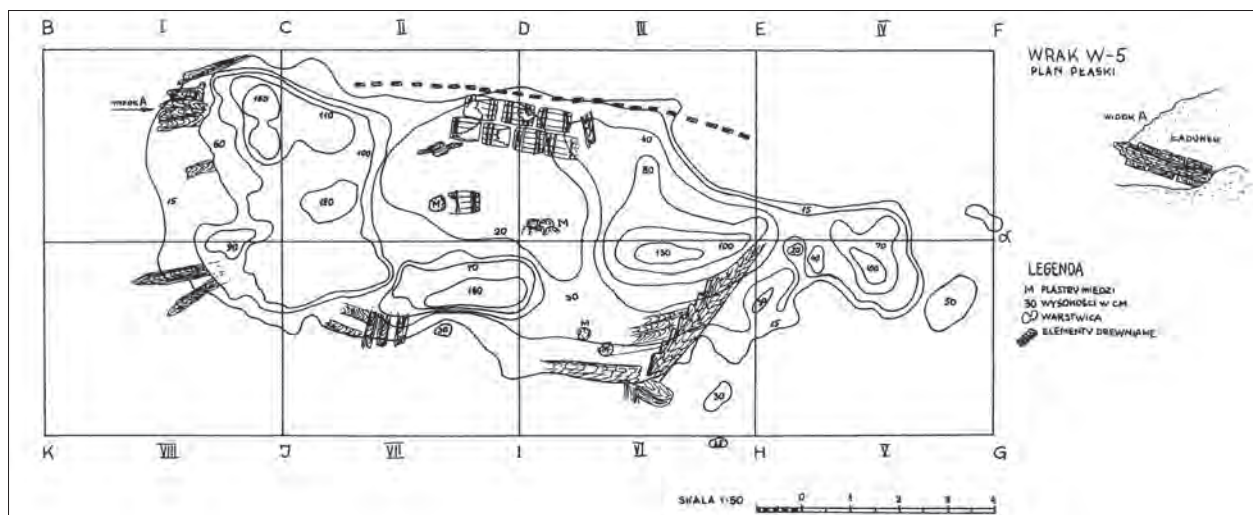 B I C II D III E IV F
WRAK W-5
PLAN PŁASKI
WIDOK A
WIDOK A
ŁADUNEK
160
110
60
100
40
80
15
180
M
M
15
20
90
70
100
130
70
100
180
30
50
20
40
15
M
M
30
M
LEGENDA
M PLASTRY MIEDZI
30 WYSOKOŚCI W CM.
WARSTWICA
ELEMENTY DREWNIANE
K VIII J VII I VI H V G
SKALA 1:50 0 1 2 3 4